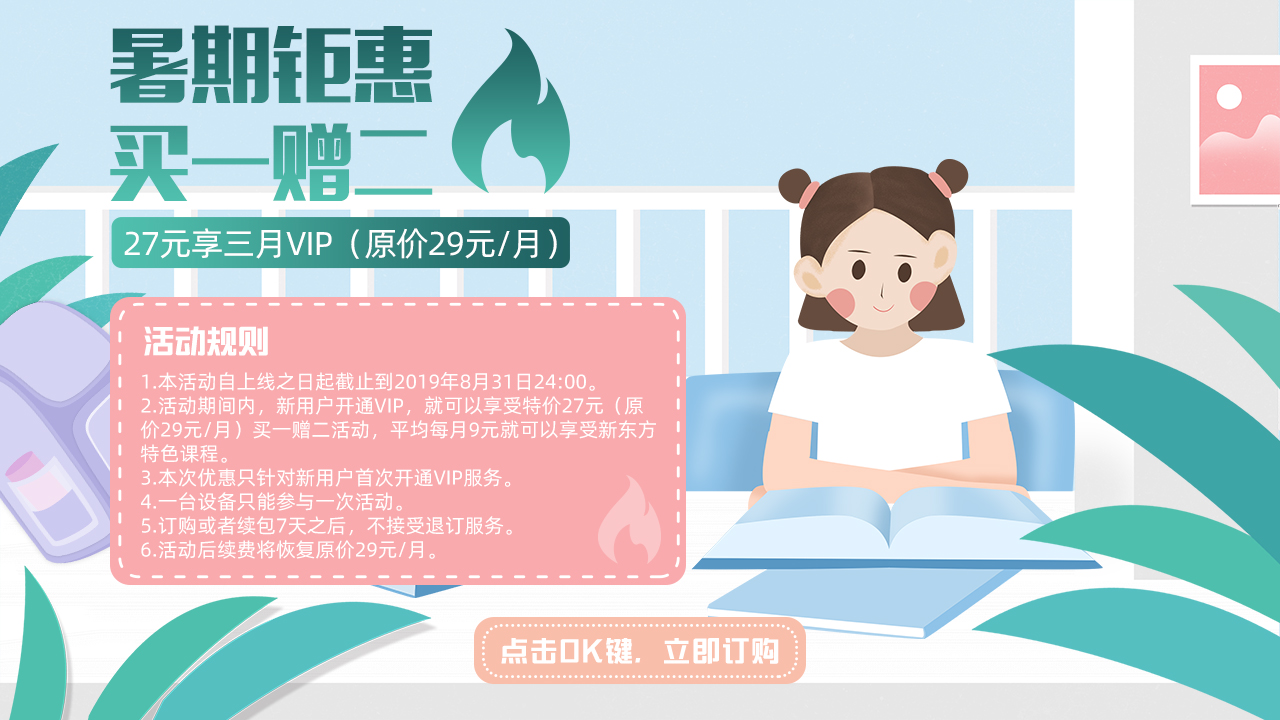 暑期钜惠
买一赠二
27元享三月VIP（原价29元/月）
活动规则
1.本活动自上线之日起截止到2019年8月31日24:00。
2.活动期间内，新用户开通VIP，就可以享受特价27元（原
价29元/月）买一赠二活动，平均每月9元就可以享受新东方
特色课程。
3.本次优惠只针对新用户首次开通VIP服务。
4.一台设备只能参与一次活动。
5.订购或者续包7天之后，不接受退订服务。
6.活动后续费将恢复原价29元/月。
点击OK键，立即订购